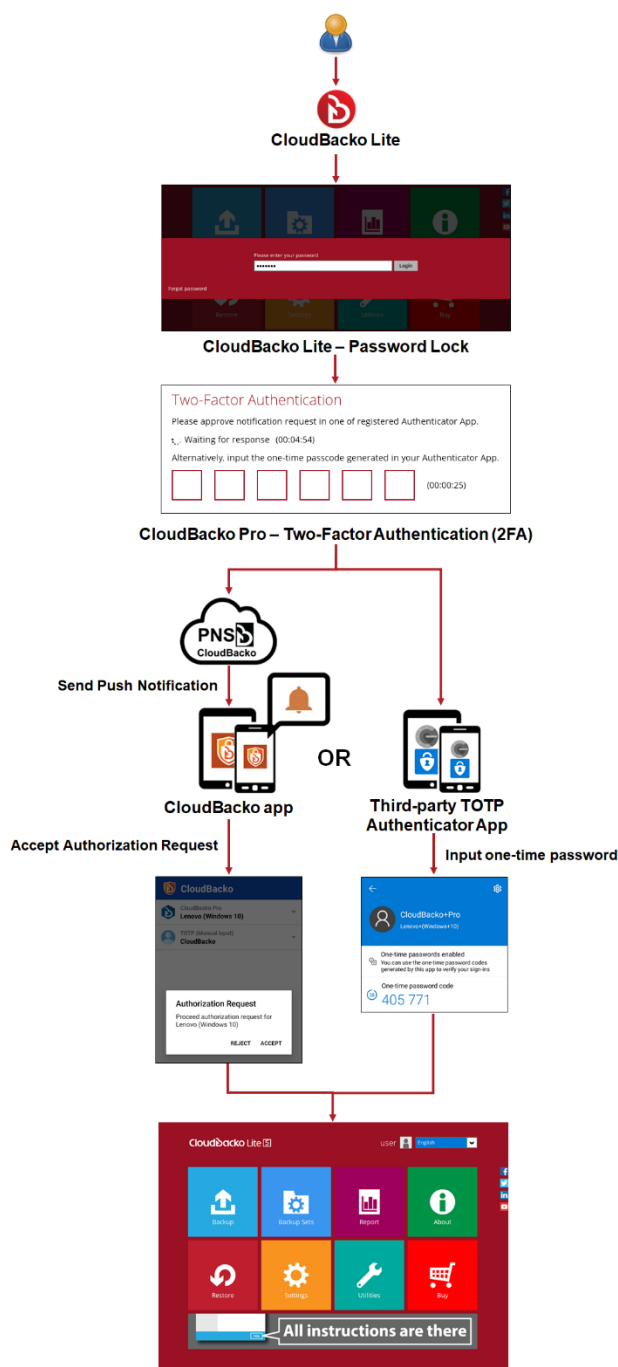 CloudBacko Lite
Please enter your password
*******
Login
Forgot password
Restore
Settings
Utilities
Buy
CloudBacko Lite – Password Lock
Two-Factor Authentication
Please approve notification request in one of registered Authenticator App.
Waiting for response (00:04:54)
Alternatively, input the one-time passcode generated in your Authenticator App.
(00:00:25)
CloudBacko Pro – Two-Factor Authentication (2FA)
PNS
CloudBacko
Send Push Notification
OR
CloudBacko app
Third-party TOTP
Authenticator App
Accept Authorization Request
Input one-time password
CloudBacko
CloudBacko Pro
Lenovo (Windows 10)
TOTP (Manual Input)
CloudBacko
Authorization Request
Proceed authorization request for
Lenovo (Windows 10)
REJECT ACCEPT
CloudBacko+Pro
Lenovo+(Windows+10)
One-time passwords enabled
You can use the one-time password codes
generated by this app to verify your sign-ins
One-time password code
405 771
CloudBacko Lite
user
English
Backup
Backup Sets
Report
About
Restore
Settings
Utilities
Buy
All instructions are there